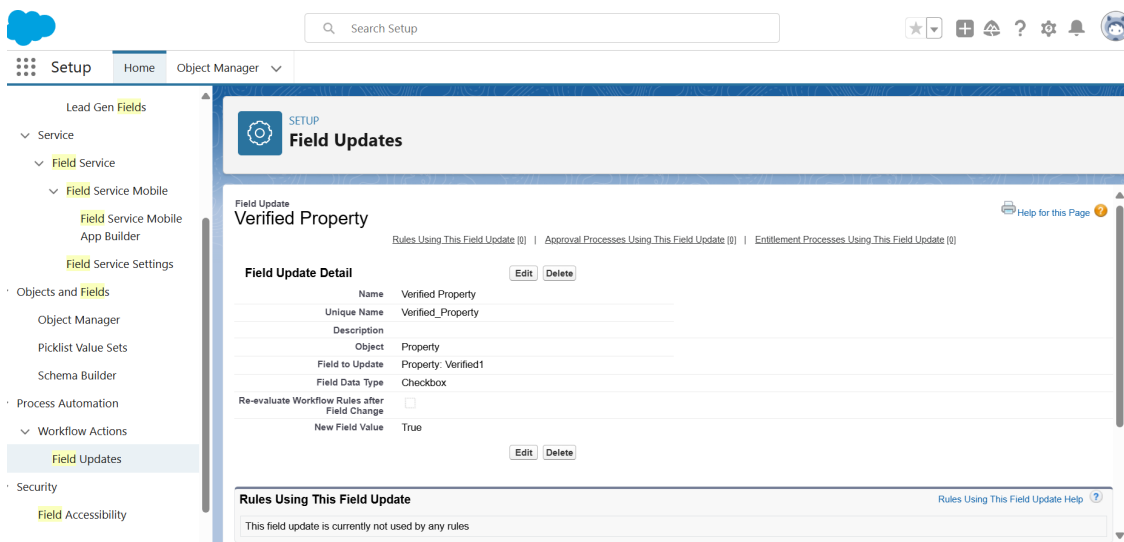 Search Setup
Setup
Home
Object Manager
Lead Gen Fields
Service
Field Service
Field Service Mobile
Field Service Mobile
App Builder
Field Service Settings
Objects and Fields
Object Manager
Picklist Value Sets
Schema Builder
Process Automation
Workflow Actions
Field Updates
Security
Field Accessibility
SETUP
Field Updates
Field Update
Verified Property
Help for this Page ?
Rules Using This Field Update [0] | Approval Processes Using This Field Update [0] | Entitlement Processes Using This Field Update [0]
Field Update Detail Edit Delete
Name Verified Property
Unique Name Verified_Property
Description
Object Property
Field to Update Property: Verified1
Field Data Type Checkbox
Re-evaluate Workflow Rules after
Field Change
New Field Value True
Edit Delete
Rules Using This Field Update
Rules Using This Field Update Help ?
This field update is currently not used by any rules